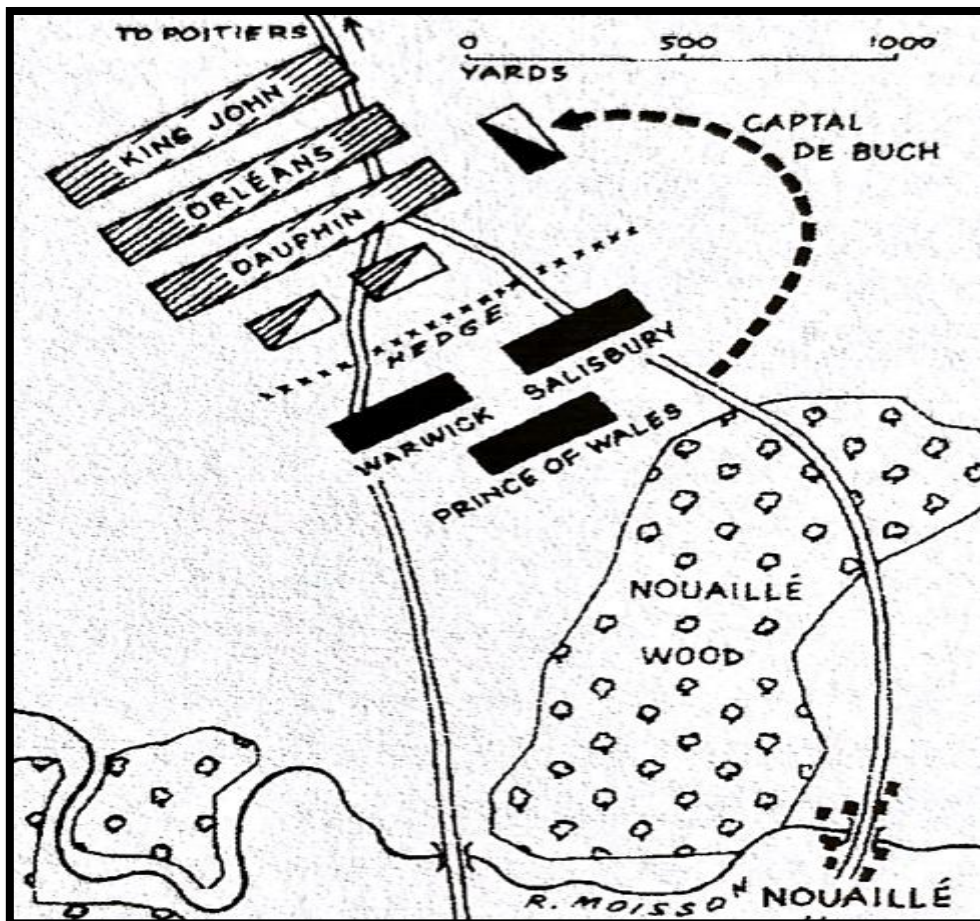 TO POITIERS
0 500 1000
YARDS
KING JOHN
ORLÉANS
DAUPHIN
CAPTAL
DE BUCH
HEDGE
SALISBURY
WARWICK
PRINCE OF WALES
NOUAILLÉ
WOOD
R. MOISSON
NOUAILLÉ